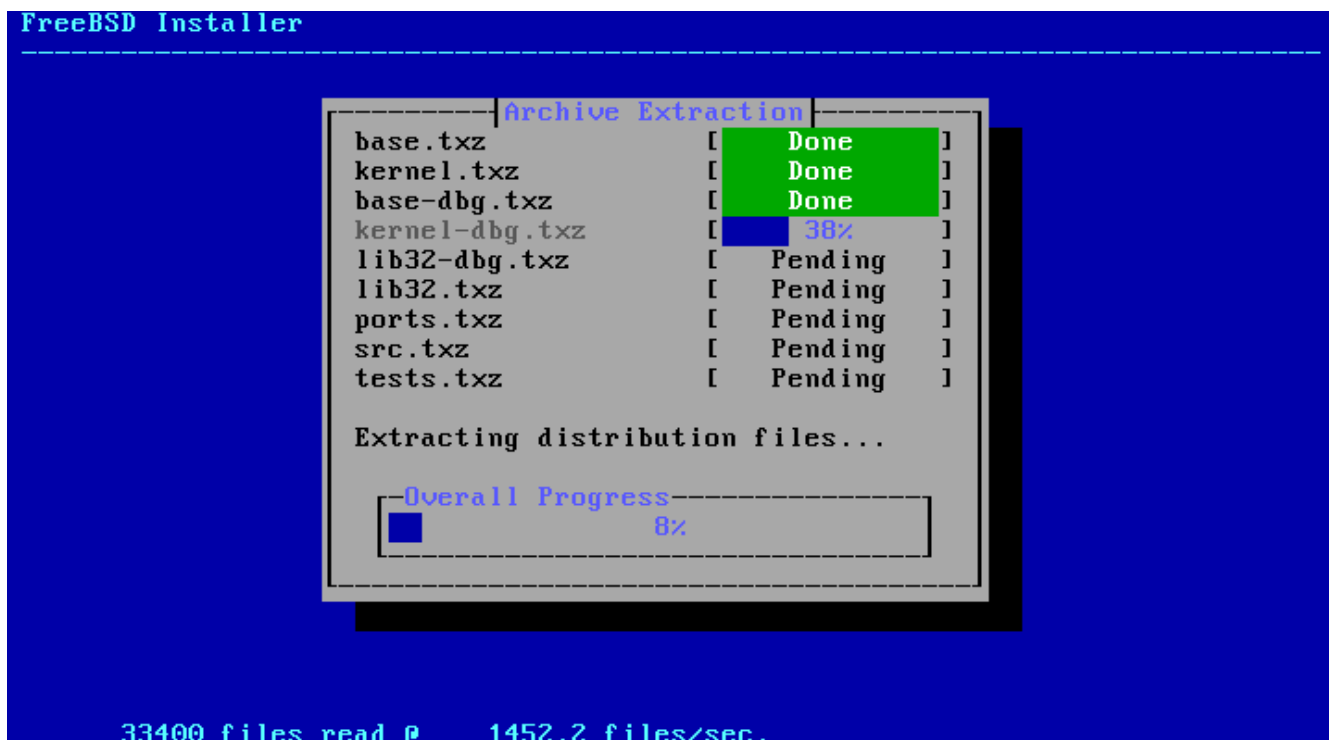 FreeBSD Installer
Archive Extraction
base.txz [ Done ]
kernel.txz [ Done ]
base-dbg.txz [ Done ]
kernel-dbg.txz [ 38% ]
lib32-dbg.txz [ Pending ]
lib32.txz [ Pending ]
ports.txz [ Pending ]
src.txz [ Pending ]
tests.txz [ Pending ]
Extracting distribution files...
Overall Progress
8%
33400 files read @ 1452.2 files/sec.